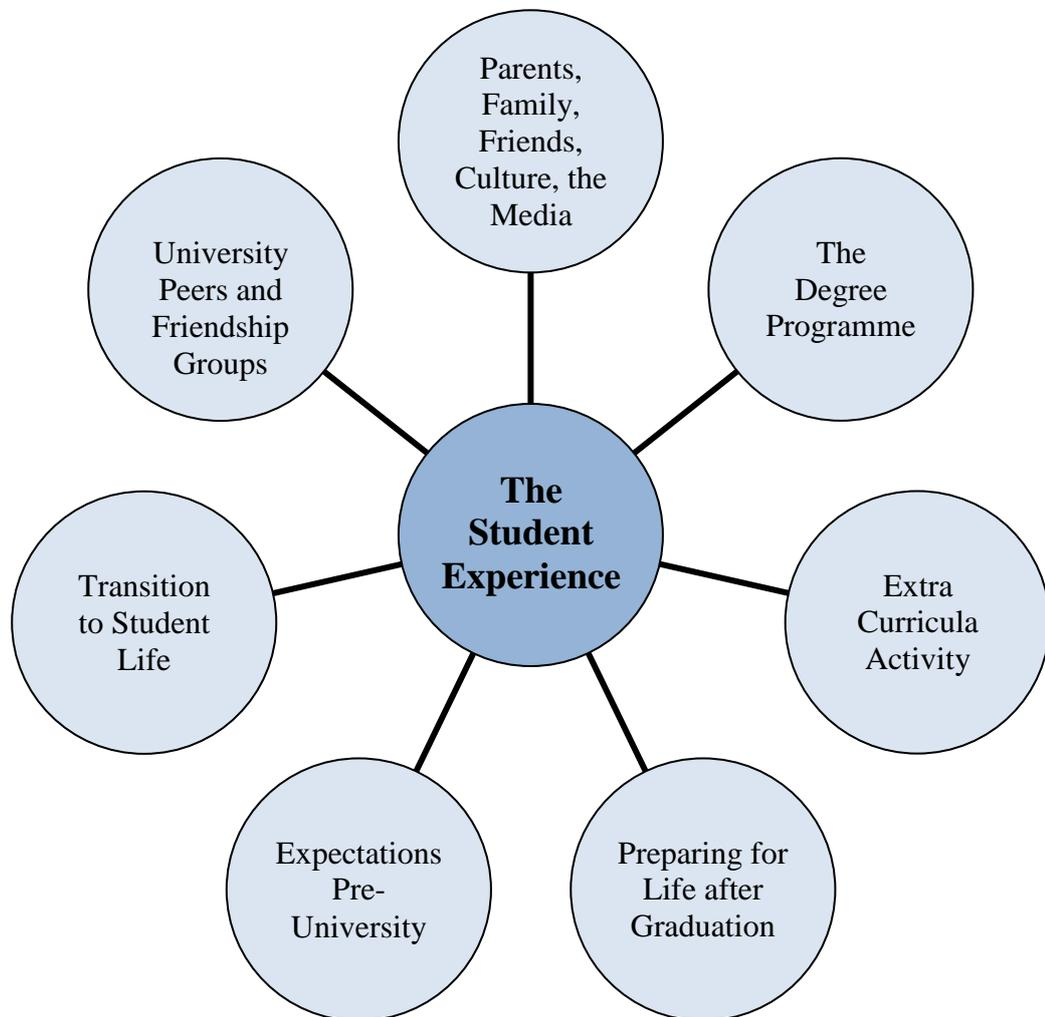 Parents,
Family,
Friends,
Culture, the
Media
University
Peers and
Friendship
Groups
The
Degree
Programme
The
Student
Experience
Transition
to Student
Life
Extra
Curricula
Activity
Expectations
Pre-
University
Preparing for
Life after
Graduation